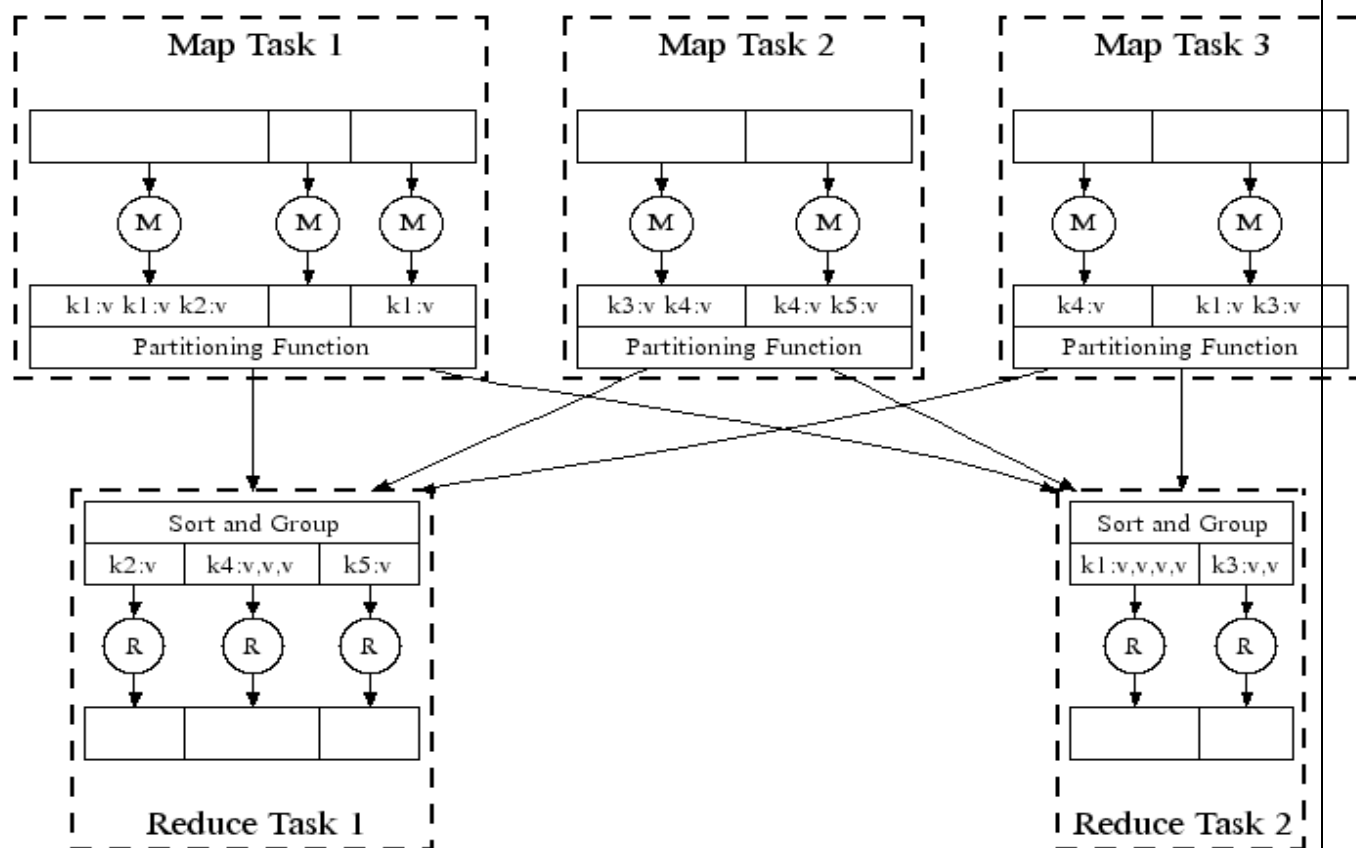 Map Task 1 Map Task 2 Map Task 3
M M M M M M M
k1:v k1:v k2:v k1:v k3:v k4:v k4:v k5:v k4:v k1:v k3:v
Partitioning Function Partitioning Function Partitioning Function
Sort and Group Sort and Group
k2:v k4:v,v,v k5:v k1:v,v,v,v k3:v,v
R R R R R
Reduce Task 1 Reduce Task 2